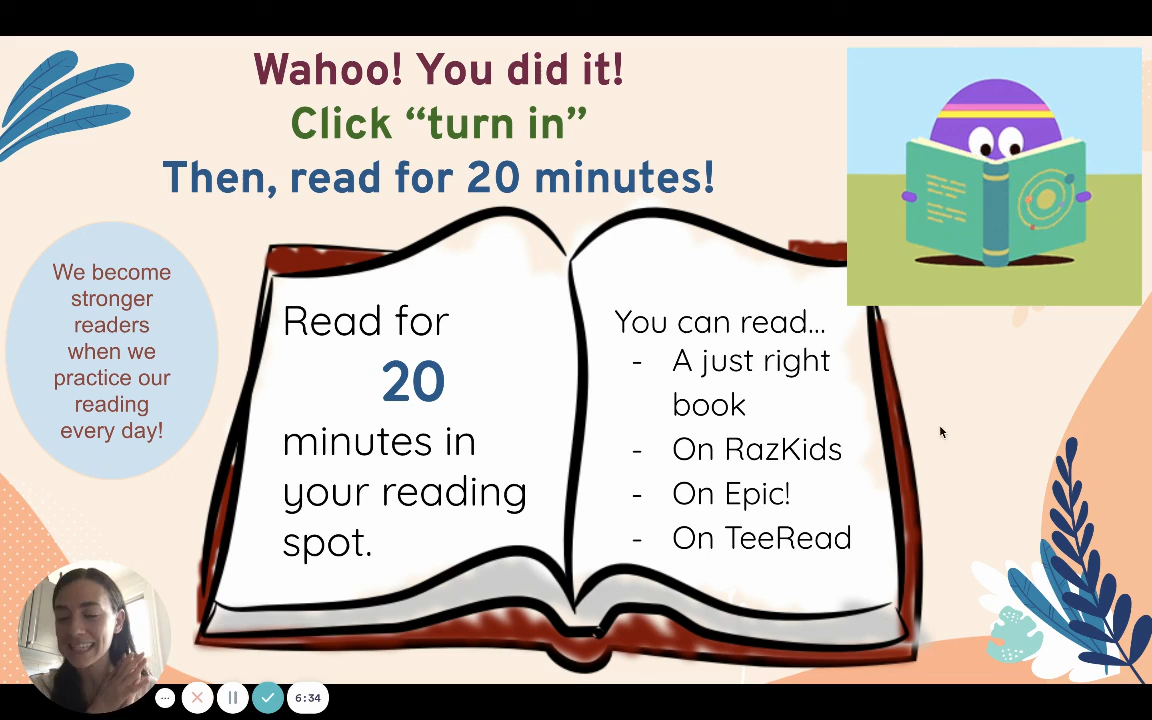 Wahoo! You did it!
Click “turn in”
Then, read for 20 minutes!
We become
stronger
readers
when we
practice our
reading
every day!
Read for
20
minutes in
your reading
spot.
You can read...
- A just right
book
- On RazKids
- On Epic!
- On TeeRead
6:34